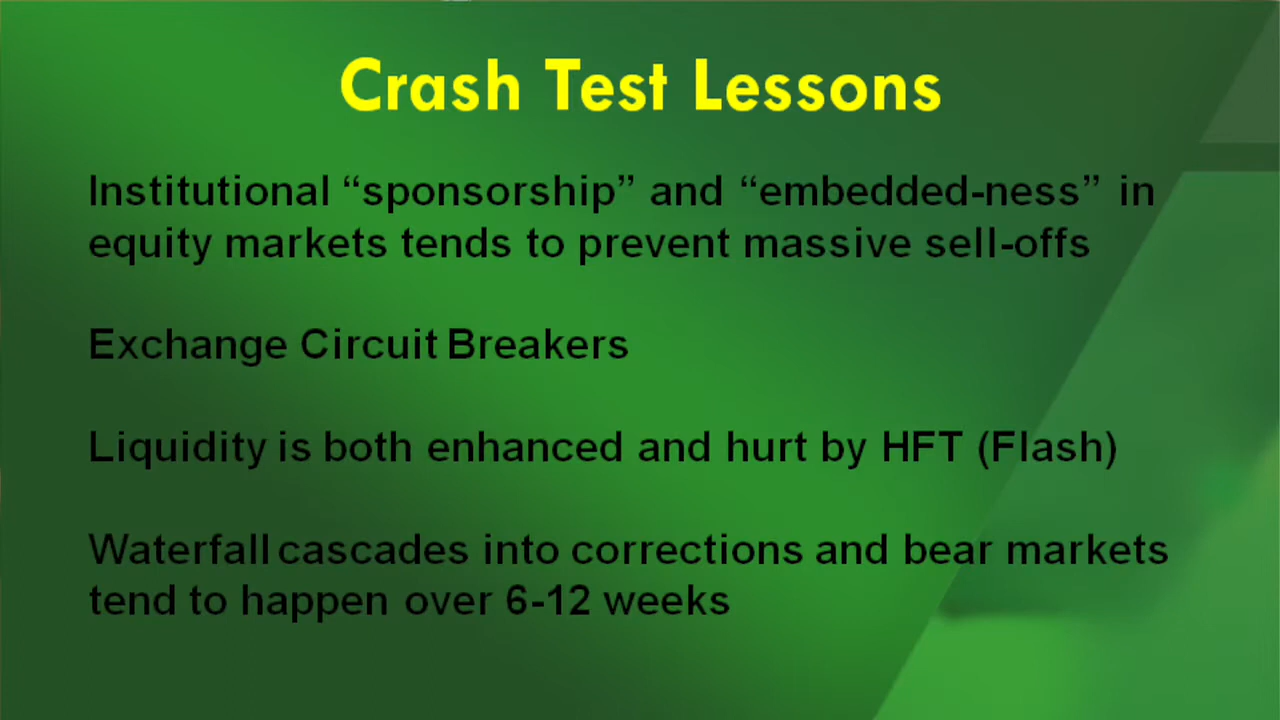 Crash Test Lessons
Institutional “sponsorship” and “embedded-ness” in
equity markets tends to prevent massive sell-offs
Exchange Circuit Breakers
Liquidity is both enhanced and hurt by HFT (Flash)
Waterfall cascades into corrections and bear markets
tend to happen over 6-12 weeks